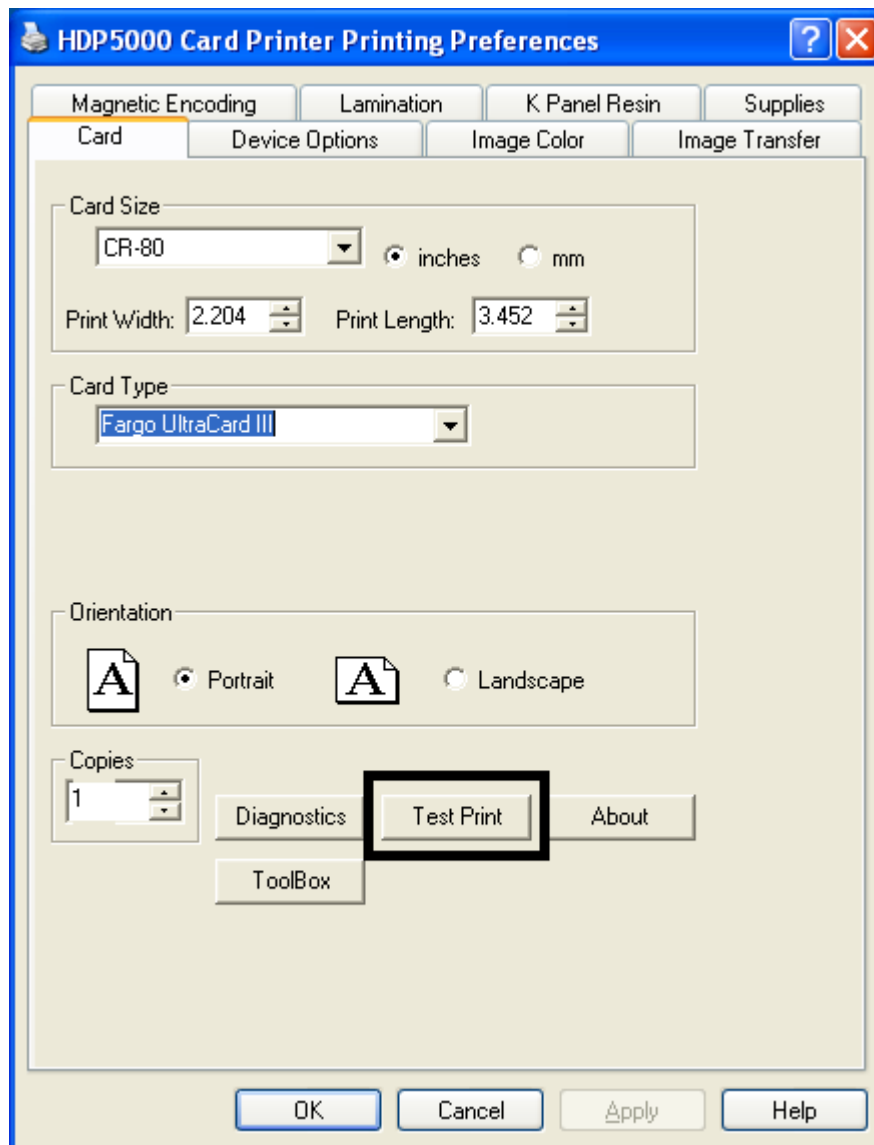 HDP5000 Card Printer Printing Preferences
Magnetic Encoding Lamination K Panel Resin Supplies
Card Device Options Image Color Image Transfer
Card Size
CR-80 inches mm
Print Width: 2.204 Print Length: 3.452
Card Type
Fargo UltraCard III
Orientation
A Portrait A Landscape
Copies
1
Diagnostics Test Print About
ToolBox
OK Cancel Apply Help